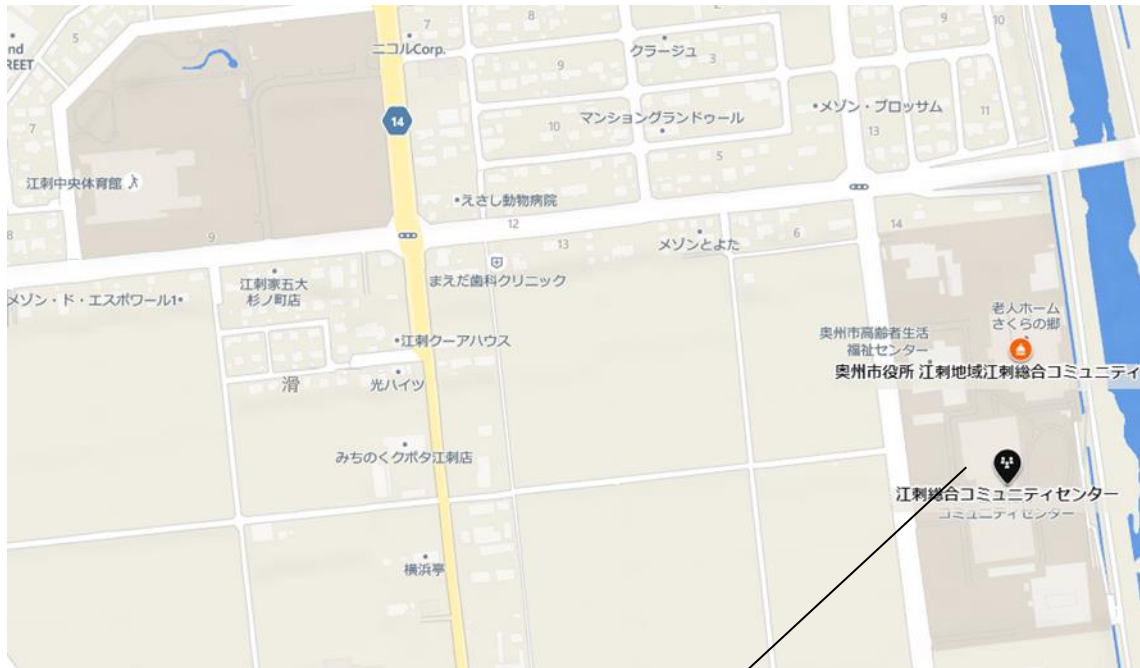 5
nd
REET
7
ニコルCorp.
7
8
2
クラージュ
3
9
10
9
14
10
マンショングランドゥール
5
メゾン・ブロッサム
13
11
江刺中央体育館
えさし動物病院
8
9
12
13
メゾンとよた
6
14
まえだ歯科クリニック
江刺家五大
杉ノ町店
メゾン・ド・エスポワール1
江刺クーアハウス
老人ホーム
さくらの郷
奥州市高齢者生活
福祉センター
奥州市役所 江刺地域江刺総合コミュニティ
滑
光ハイツ
みちのくクボタ江刺店
江刺総合コミュニティセンター
コミュニティセンター
横浜亭